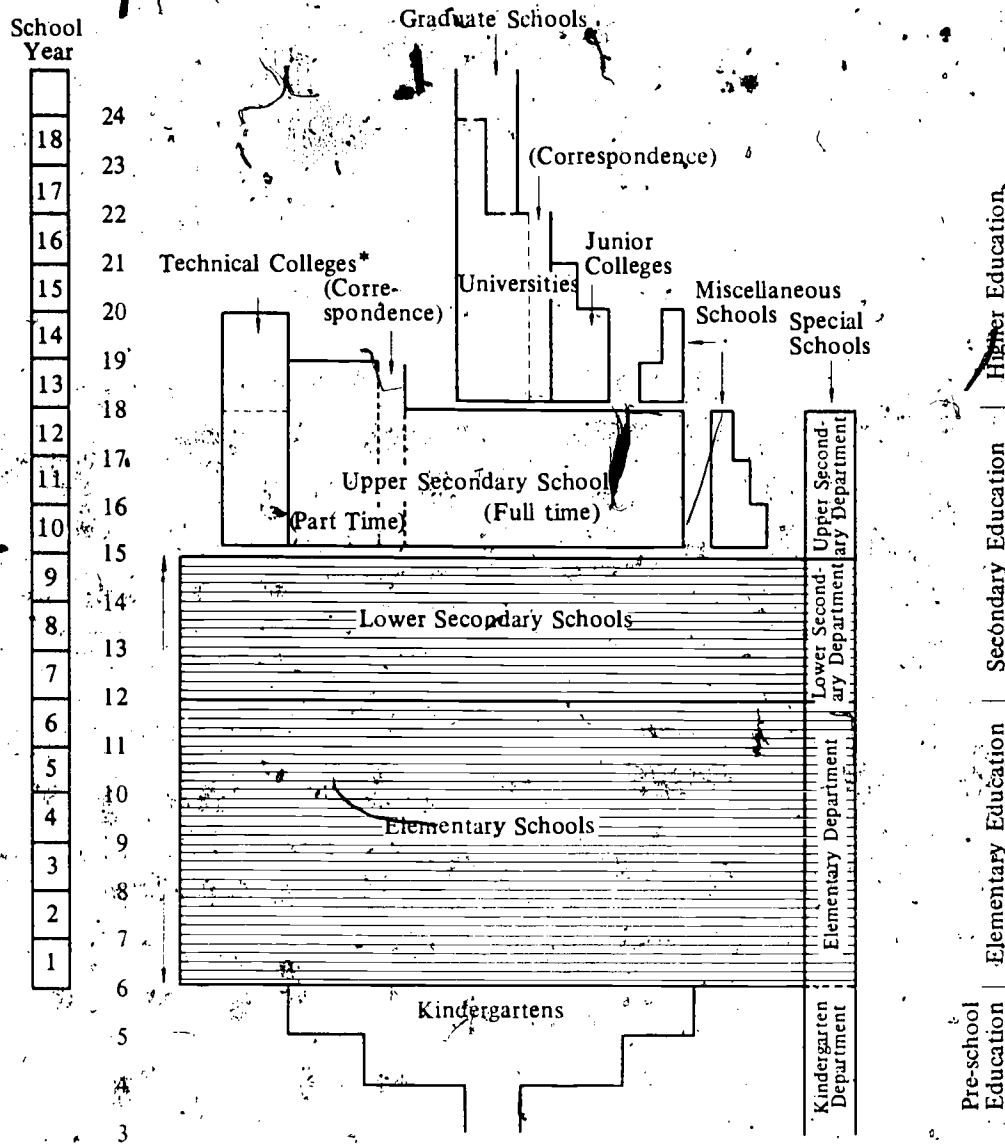 School
Year
Graduate Schools
24
18
23
(Correspondence)
17
22
16
Junior
Colleges
21
Technical Colleges*
(Corre-
spondence)
15
Universities
Miscellaneous
Schools
20
Special
Schools
14
19
13
Higher Education
18
12
17
11
Upper Secondary School
16
(Part Time)
(Full time)
10
Upper Second-
ary Department
15
9
14
Lower Secondary Schools
8
13
7
Lower Second-
ary Department
Secondary Education
12
6
11
5
10
4
Elementary Schools
9
3
8
2
7
1
Elementary Department
Elementary Education
6
Kindergartens
5
4
3
Kindergarten
Department
Pre-school
Education